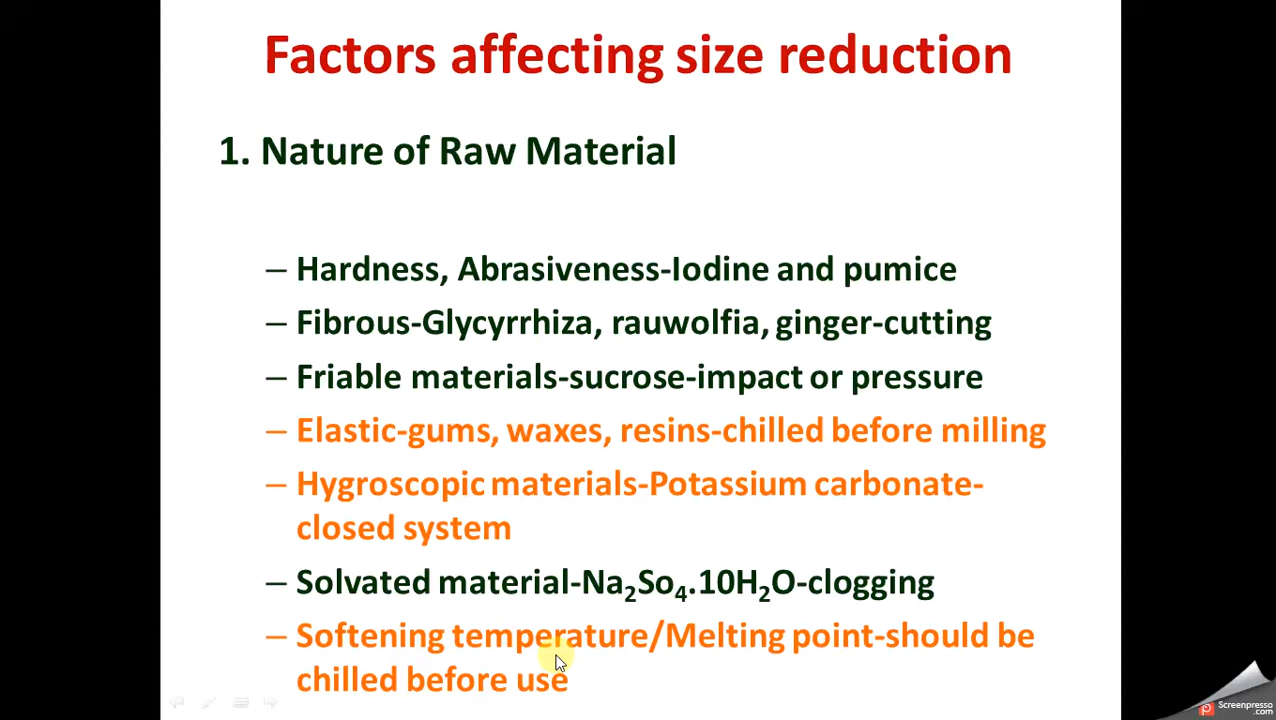 Factors affecting size reduction
1. Nature of Raw Material
– Hardness, Abrasiveness-Iodine and pumice
– Fibrous-Glycyrrhiza, rauwolfia, ginger-cutting
– Friable materials-sucrose-impact or pressure
– Elastic-gums, waxes, resins-chilled before milling
– Hygroscopic materials-Potassium carbonate-
closed system
– Solvated material-Na₂So₄.10H₂O-clogging
– Softening temperature/Melting point-should be
chilled before use
Screenpresso
.com